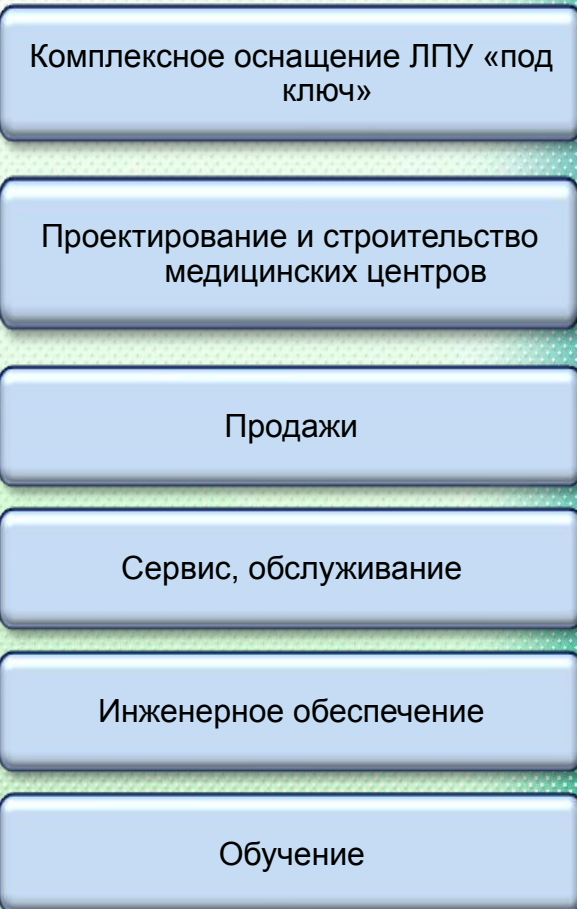 Комплексное оснащение ЛПУ «под
ключ»
Проектирование и строительство
медицинских центров
Продажи
Сервис, обслуживание
Инженерное обеспечение
Обучение